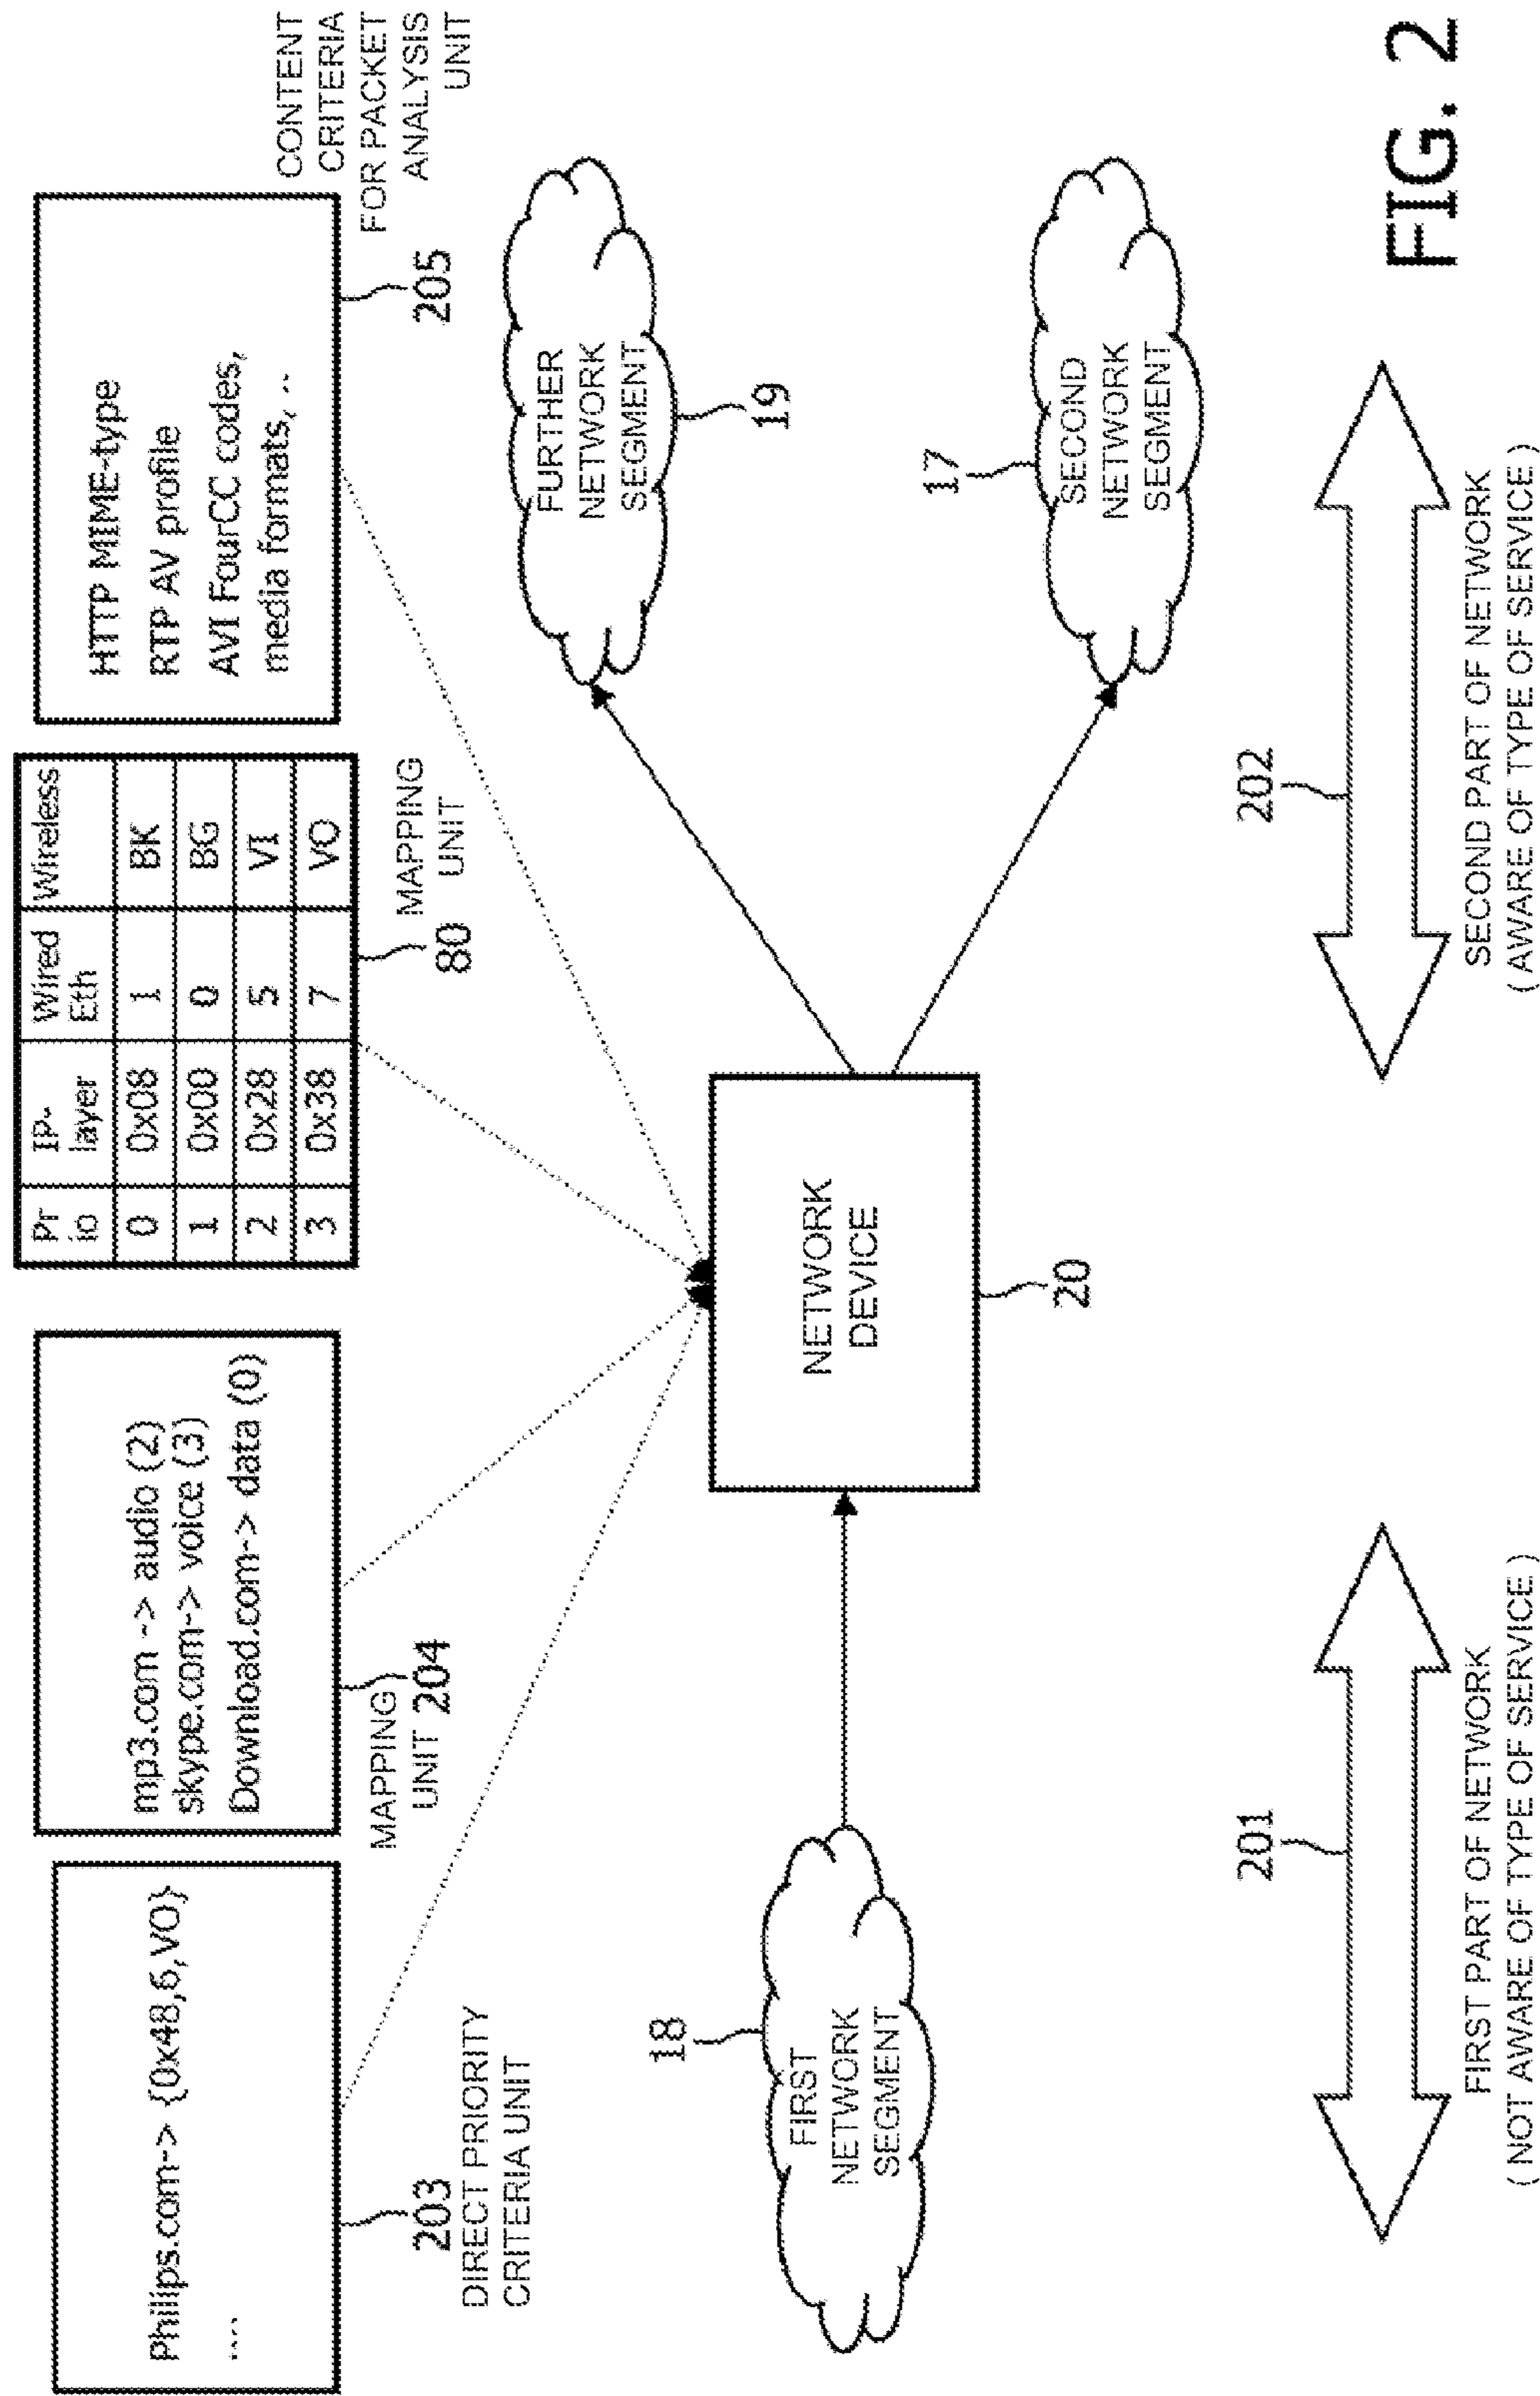 Philips.com-> {0x48,6,VO}
....
203
DIRECT PRIORITY
CRITERIA UNIT
mp3.com -> audio (2)
skype.com-> voice (3)
Download.com-> data (0)
MAPPING
UNIT 204
Pr io IP- layer Wired Eth Wireless
0 0x08 1 BK
1 0x00 0 BG
2 0x28 5 VI
3 0x38 7 VO
80 MAPPING
UNIT
HTTP MIME-type
RTP AV profile
AVI FourCC codes,
media formats, ..
205
CONTENT
CRITERIA
FOR PACKET
ANALYSIS
UNIT
18
FIRST
NETWORK
SEGMENT
NETWORK
DEVICE
20
FURTHER
NETWORK
SEGMENT
19
17
SECOND
NETWORK
SEGMENT
201
FIRST PART OF NETWORK
( NOT AWARE OF TYPE OF SERVICE )
202
SECOND PART OF NETWORK
( AWARE OF TYPE OF SERVICE )
FIG. 2